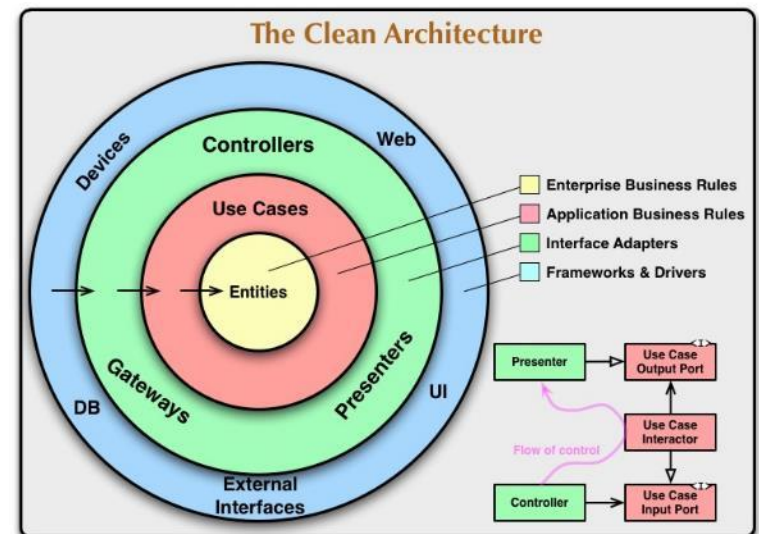 The Clean Architecture
Devices
Web
Controllers
Use Cases
Entities
Gateways
Presenters
DB
UI
External
Interfaces
Enterprise Business Rules
Application Business Rules
Interface Adapters
Frameworks & Drivers
Presenter
Use Case
Output Port
<I>
Flow of control
Use Case
Interactor
Controller
Use Case
Input Port
<I>